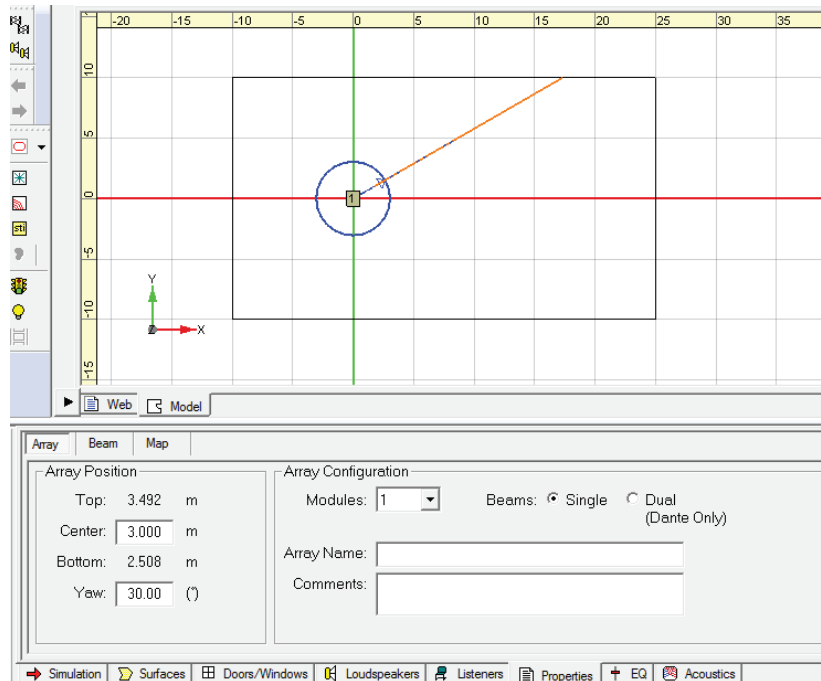 -20 -15 -10 -5 0 5 10 15 20 25 30 35
10
5
0
-5
-10
-15
1
sti
Y
Z
X
Web Model
Array Beam Map
Array Position
Top: 3.492 m
Center: 3.000 m
Bottom: 2.508 m
Yaw: 30.00 (°)
Array Configuration
Modules: 1 Beams: Single Dual
(Dante Only)
Array Name:
Comments:
Simulation Surfaces Doors/Windows Loudspeakers Listeners Properties EQ Acoustics